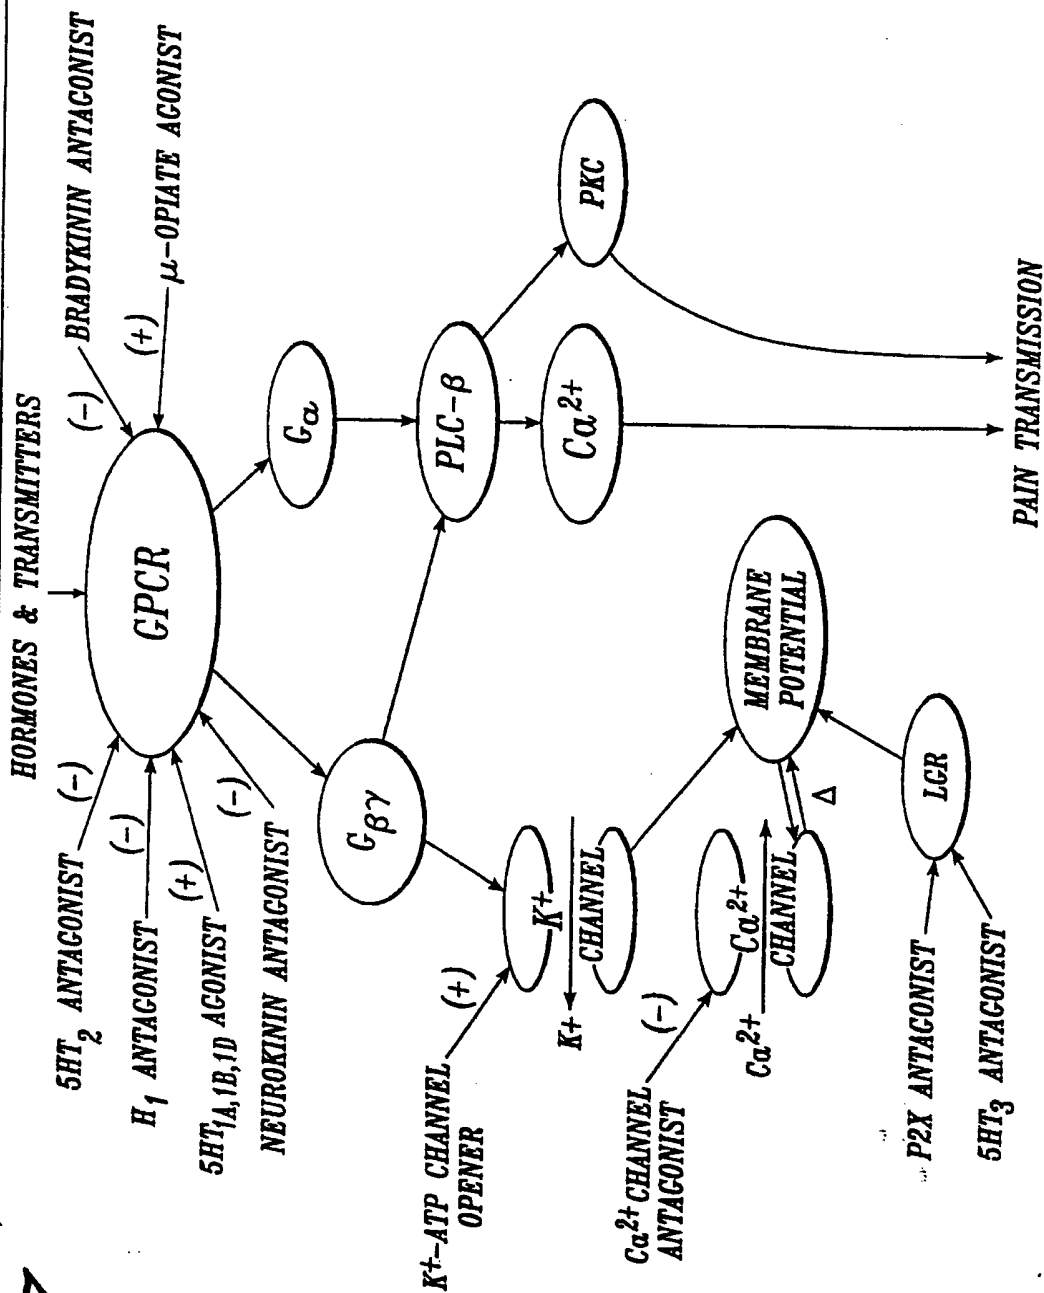 HORMONES & TRANSMITTERS
5HT2 ANTAGONIST
(-)
H1 ANTAGONIST
(-)
5HT1A,1B,1D AGONIST
(+)
NEUROKININ ANTAGONIST
(-)
BRADYKININ ANTAGONIST
(-)
μ-OPIATE AGONIST
(+)
GPCR
Gα
Gβγ
PLC-β
PKC
Ca2+
K+-ATP CHANNEL
OPENER
(+)
K+
K+
CHANNEL
Ca2+CHANNEL
ANTAGONIST
(-)
Ca2+
Ca2+
CHANNEL
MEMBRANE
POTENTIAL
Δ
LGR
P2X ANTAGONIST
5HT3 ANTAGONIST
PAIN TRANSMISSION